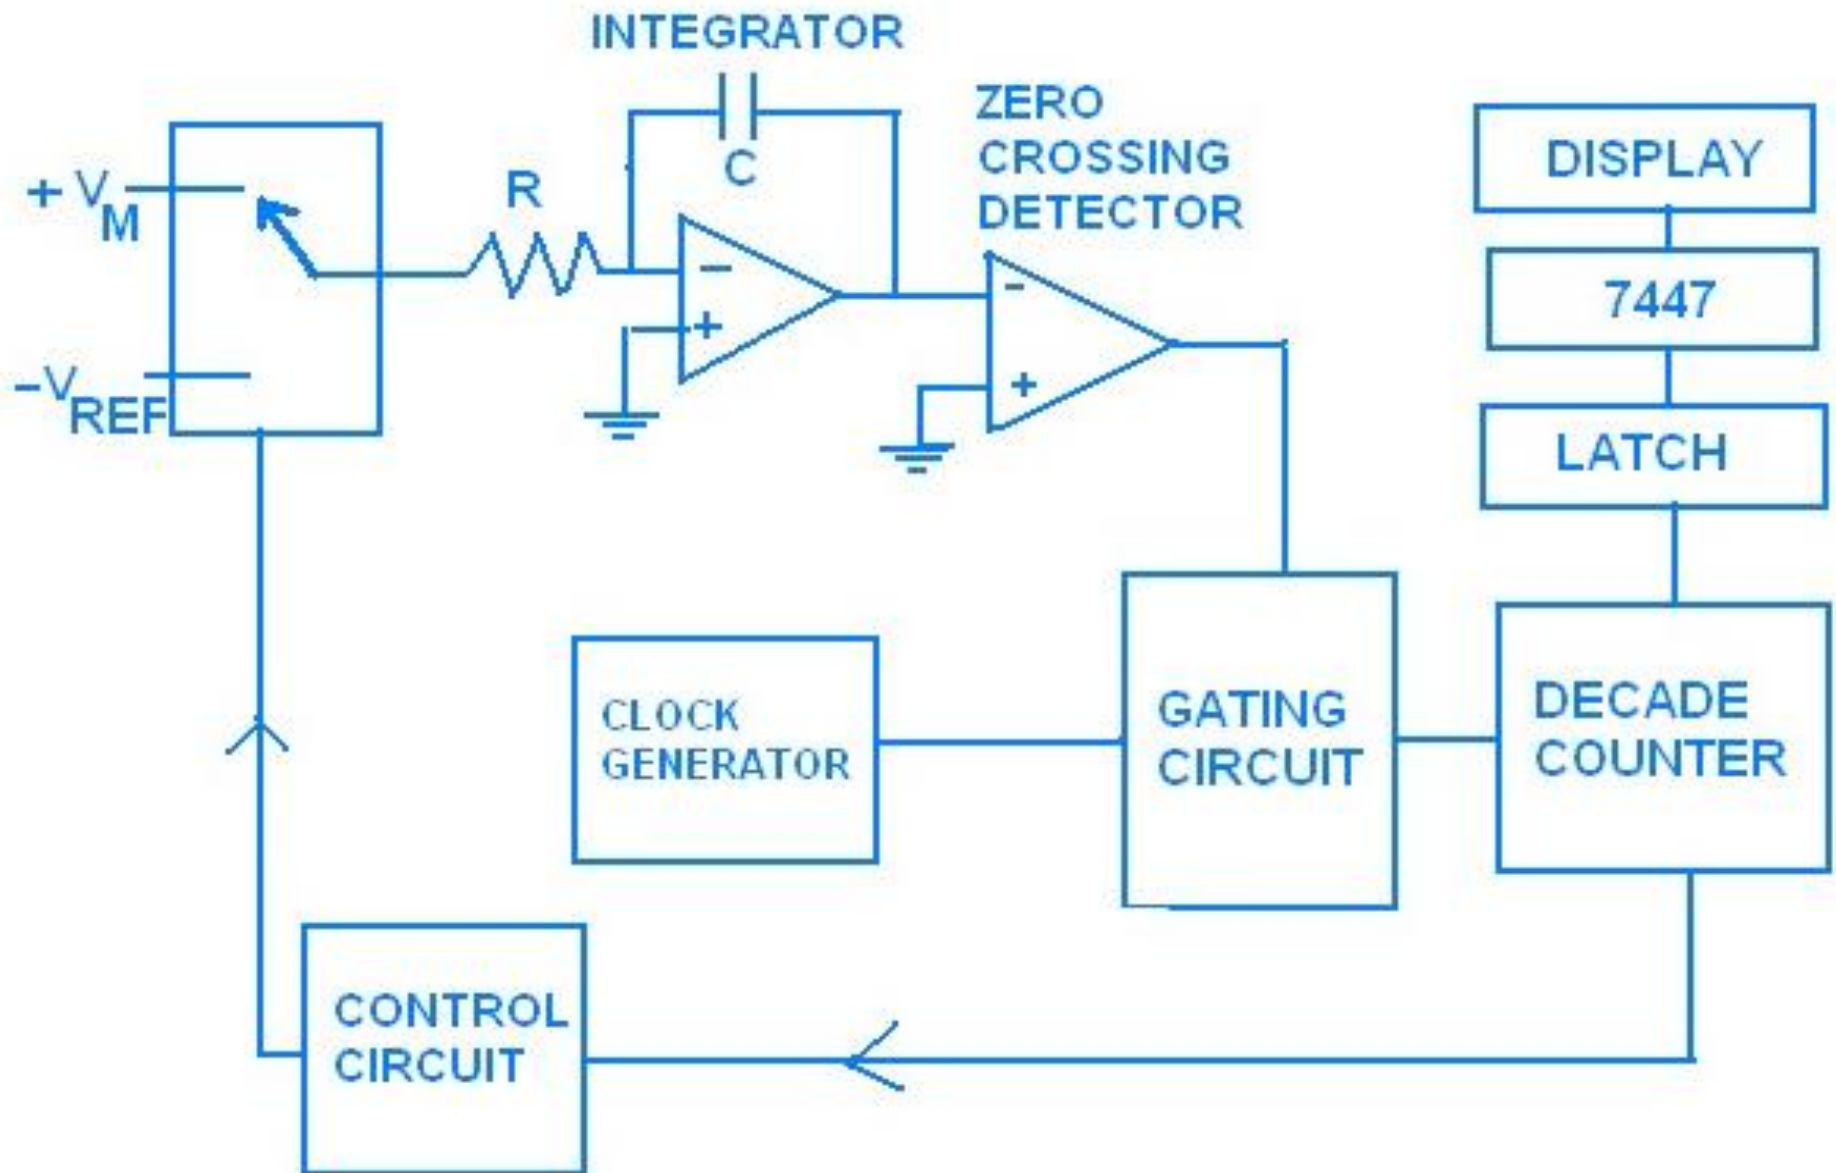 INTEGRATOR
ZERO
CROSSING
DETECTOR
DISPLAY
+ VM
R
C
-
+
-
+
7447
-VREF
LATCH
CLOCK
GENERATOR
GATING
CIRCUIT
DECADE
COUNTER
CONTROL
CIRCUIT